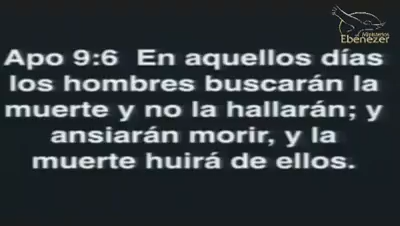 Ministerios
Ebenezer
Apo 9:6 En aquellos días
los hombres buscarán la
muerte y no la hallarán; y
ansiarán morir, y la
muerte huirá de ellos.